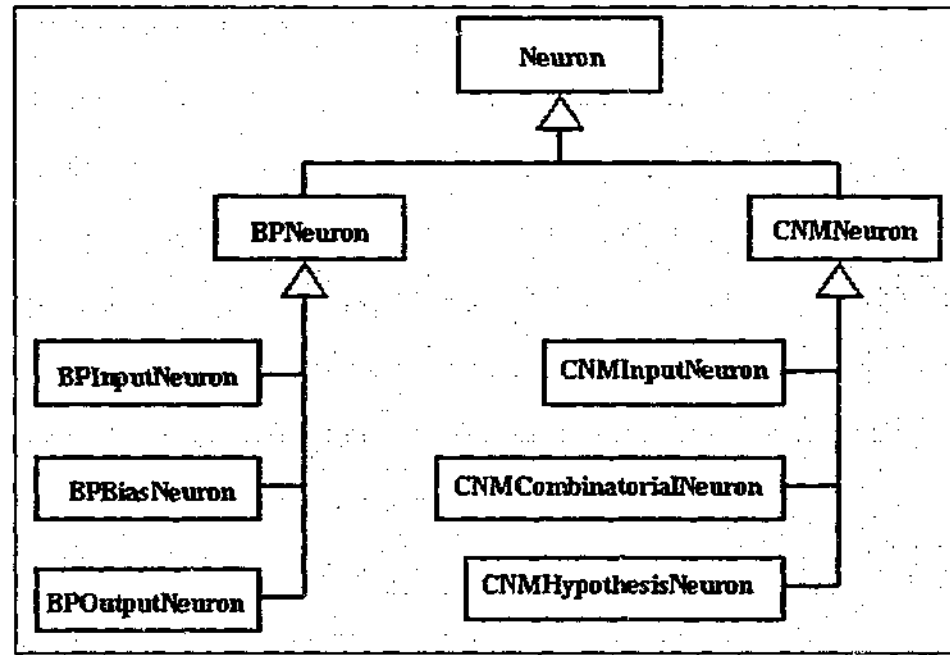 Neuron
BPNeuron
CNMNeuron
BPInputNeuron
CNMInputNeuron
BPBiasNeuron
CNMCombinatorialNeuron
BPOutputNeuron
CNMHypothesisNeuron